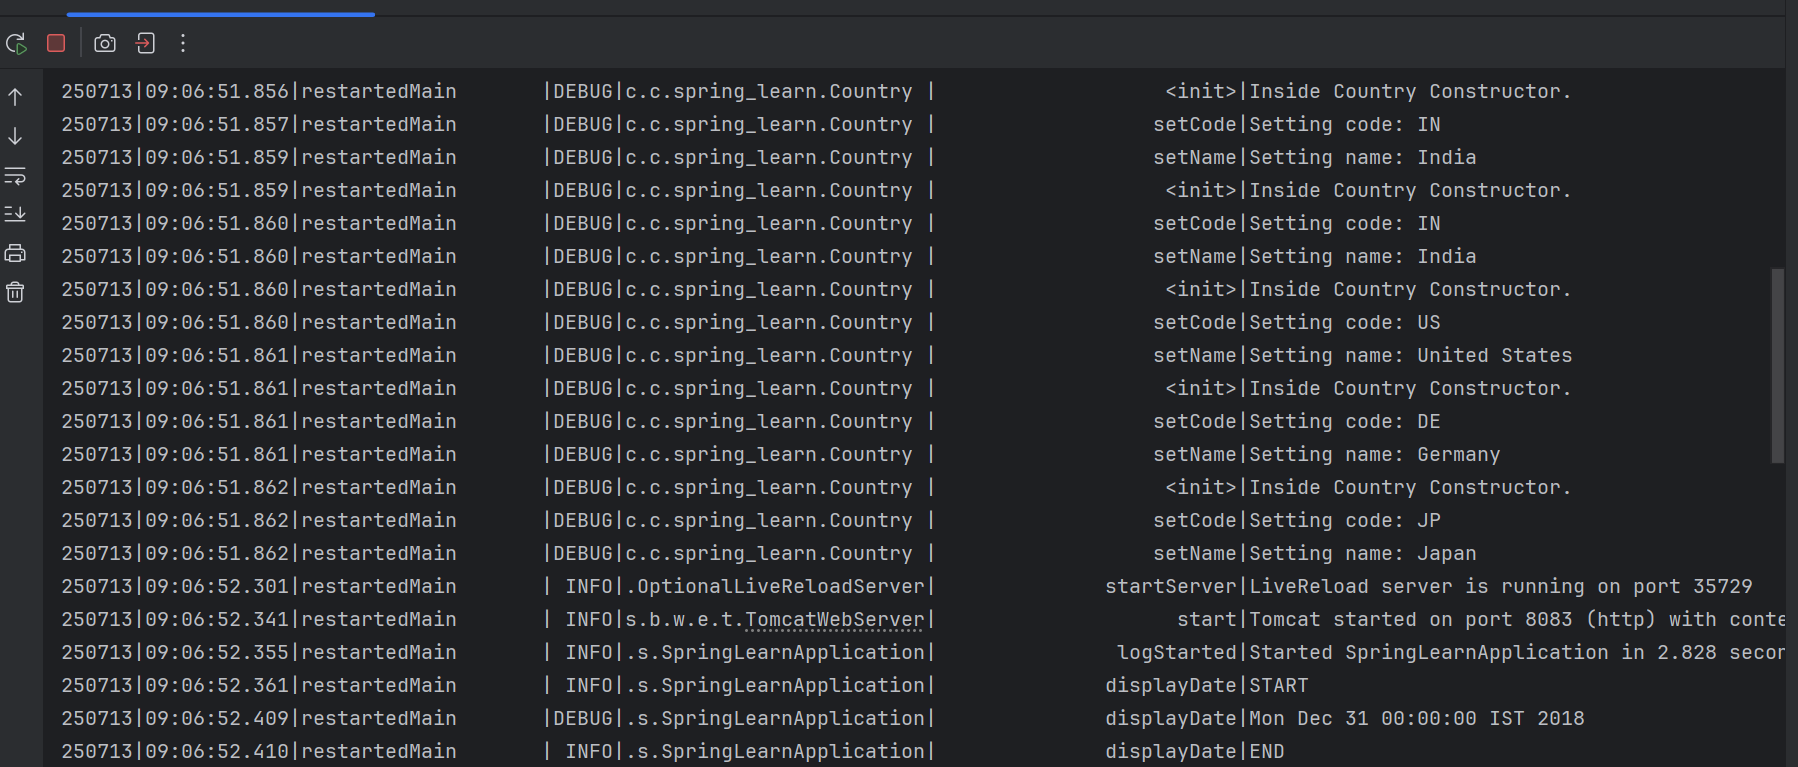 250713|09:06:51.856|restartedMain       |DEBUG|c.c.spring_learn.Country |                   <init>|Inside Country Constructor.
250713|09:06:51.857|restartedMain       |DEBUG|c.c.spring_learn.Country |                  setCode|Setting code: IN
250713|09:06:51.859|restartedMain       |DEBUG|c.c.spring_learn.Country |                  setName|Setting name: India
250713|09:06:51.859|restartedMain       |DEBUG|c.c.spring_learn.Country |                   <init>|Inside Country Constructor.
250713|09:06:51.860|restartedMain       |DEBUG|c.c.spring_learn.Country |                  setCode|Setting code: IN
250713|09:06:51.860|restartedMain       |DEBUG|c.c.spring_learn.Country |                  setName|Setting name: India
250713|09:06:51.860|restartedMain       |DEBUG|c.c.spring_learn.Country |                   <init>|Inside Country Constructor.
250713|09:06:51.860|restartedMain       |DEBUG|c.c.spring_learn.Country |                  setCode|Setting code: US
250713|09:06:51.861|restartedMain       |DEBUG|c.c.spring_learn.Country |                  setName|Setting name: United States
250713|09:06:51.861|restartedMain       |DEBUG|c.c.spring_learn.Country |                   <init>|Inside Country Constructor.
250713|09:06:51.861|restartedMain       |DEBUG|c.c.spring_learn.Country |                  setCode|Setting code: DE
250713|09:06:51.861|restartedMain       |DEBUG|c.c.spring_learn.Country |                  setName|Setting name: Germany
250713|09:06:51.862|restartedMain       |DEBUG|c.c.spring_learn.Country |                   <init>|Inside Country Constructor.
250713|09:06:51.862|restartedMain       |DEBUG|c.c.spring_learn.Country |                  setCode|Setting code: JP
250713|09:06:51.862|restartedMain       |DEBUG|c.c.spring_learn.Country |                  setName|Setting name: Japan
250713|09:06:52.301|restartedMain       | INFO|.OptionalLiveReloadServer|              startServer|LiveReload server is running on port 35729
250713|09:06:52.341|restartedMain       | INFO|s.b.w.e.t.TomcatWebServer|                    start|Tomcat started on port 8083 (http) with conte
250713|09:06:52.355|restartedMain       | INFO|.s.SpringLearnApplication|               logStarted|Started SpringLearnApplication in 2.828 secon
250713|09:06:52.361|restartedMain       | INFO|.s.SpringLearnApplication|              displayDate|START
250713|09:06:52.409|restartedMain       |DEBUG|.s.SpringLearnApplication|              displayDate|Mon Dec 31 00:00:00 IST 2018
250713|09:06:52.410|restartedMain       | INFO|.s.SpringLearnApplication|              displayDate|END